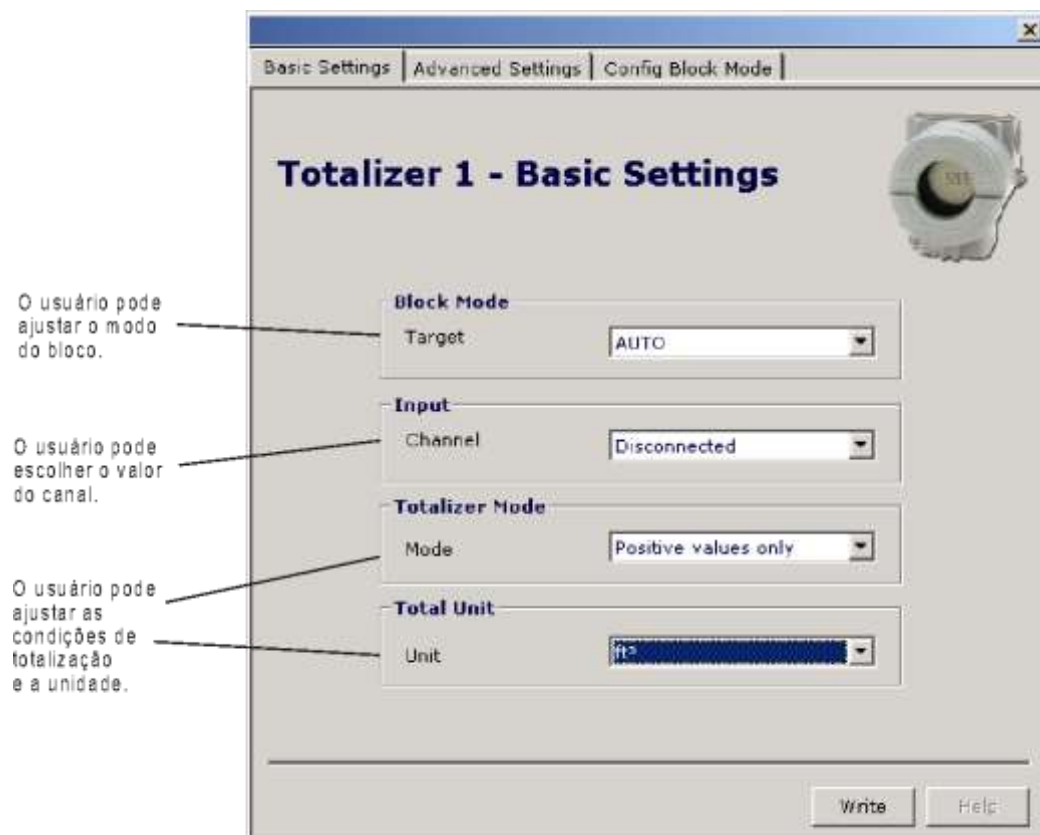 Basic Settings Advanced Settings Config Block Mode
Totalizer 1 - Basic Settings
O usuário pode
ajustar o modo
do bloco.
Block Mode
Target
AUTO
O usuário pode
escolher o valor
do canal.
Input
Channel
Disconnected
Totalizer Mode
Mode
Positive values only
O usuário pode
ajustar as
condições de
totalização
e a unidade.
Total Unit
Unit
ft³
Write Help